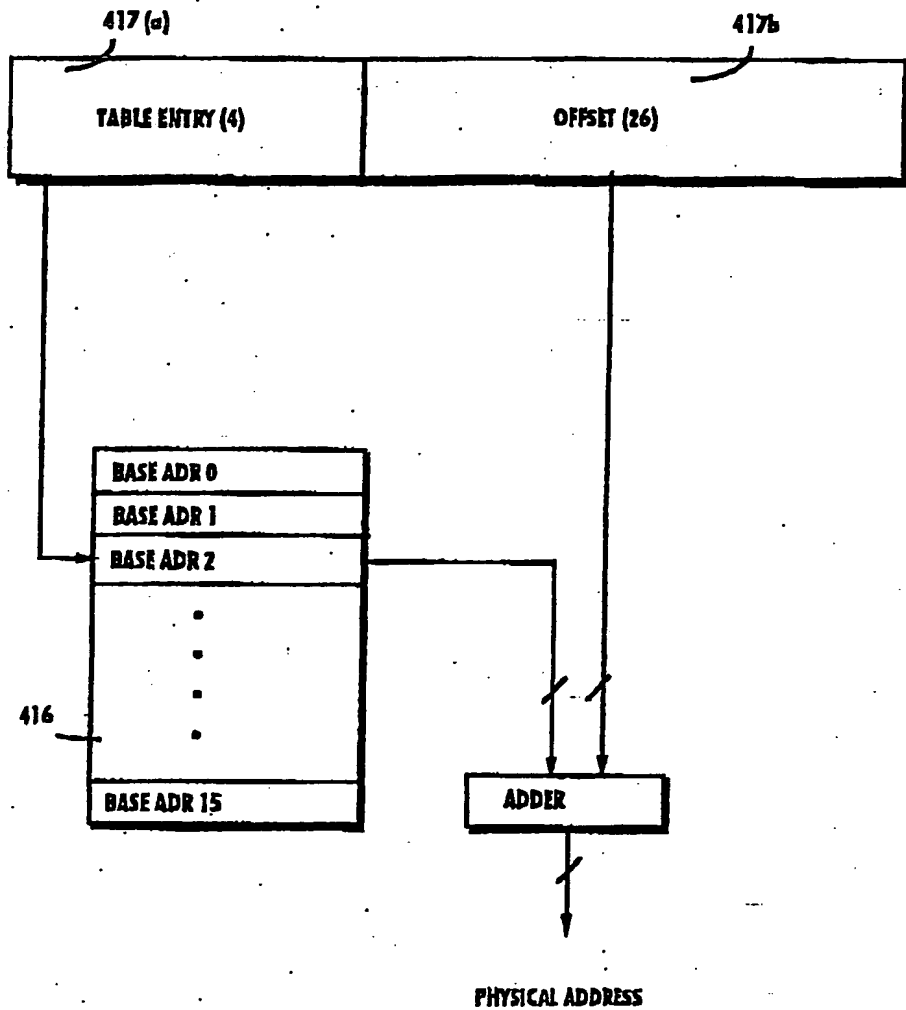 417 (a)
417b
TABLE ENTRY (4)
OFFSET (26)
BASE ADR 0
BASE ADR 1
BASE ADR 2
416
BASE ADR 15
ADDER
PHYSICAL ADDRESS